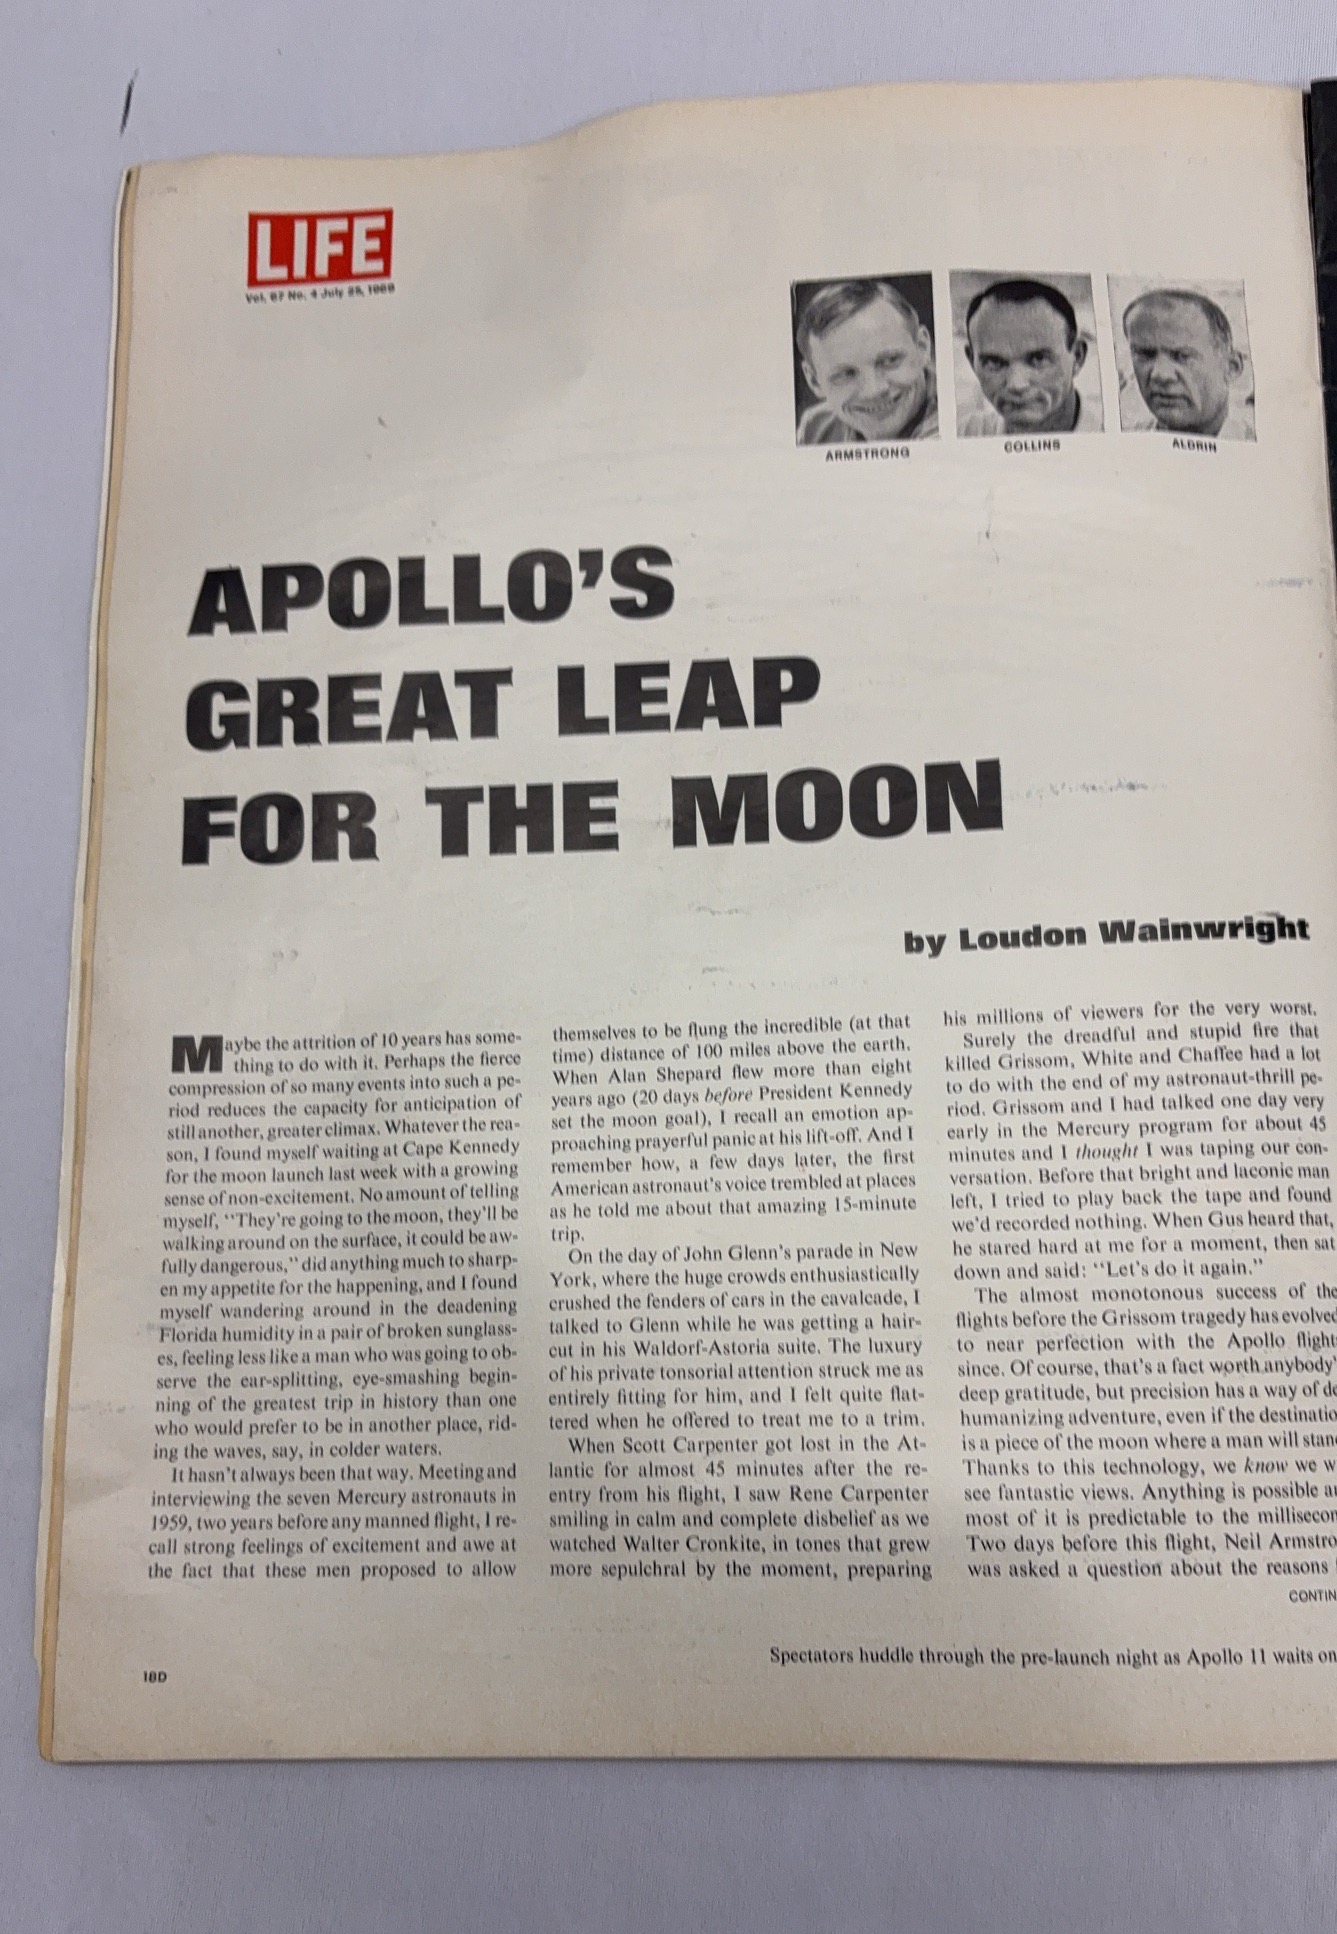 LIFE
Vol. 67 No. 4 July 25, 1969
ARMSTRONG
COLLINS
ALDRIN
APOLLO'S
GREAT LEAP
FOR THE MOON
by Loudon Wainwright
Maybe the attrition of 10 years has some-
thing to do with it. Perhaps the fierce
compression of so many events into such a pe-
riod reduces the capacity for anticipation of
still another, greater climax. Whatever the rea-
son, I found myself waiting at Cape Kennedy
for the moon launch last week with a growing
sense of non-excitement. No amount of telling
myself, "They're going to the moon, they'll be
walking around on the surface, it could be aw-
fully dangerous," did anything much to sharp-
en my appetite for the happening, and I found
myself wandering around in the deadening
Florida humidity in a pair of broken sunglass-
es, feeling less like a man who was going to ob-
serve the ear-splitting, eye-smashing begin-
ning of the greatest trip in history than one
who would prefer to be in another place, rid-
ing the waves, say, in colder waters.
It hasn't always been that way. Meeting and
interviewing the seven Mercury astronauts in
1959, two years before any manned flight, I re-
call strong feelings of excitement and awe at
the fact that these men proposed to allow
themselves to be flung the incredible (at that
time) distance of 100 miles above the earth.
When Alan Shepard flew more than eight
years ago (20 days before President Kennedy
set the moon goal), I recall an emotion ap-
proaching prayerful panic at his lift-off. And I
remember how, a few days later, the first
American astronaut's voice trembled at places
as he told me about that amazing 15-minute
trip.
On the day of John Glenn's parade in New
York, where the huge crowds enthusiastically
crushed the fenders of cars in the cavalcade, I
talked to Glenn while he was getting a hair-
cut in his Waldorf-Astoria suite. The luxury
of his private tonsorial attention struck me as
entirely fitting for him, and I felt quite flat-
tered when he offered to treat me to a trim.
When Scott Carpenter got lost in the At-
lantic for almost 45 minutes after the re-
entry from his flight, I saw Rene Carpenter
smiling in calm and complete disbelief as we
watched Walter Cronkite, in tones that grew
more sepulchral by the moment, preparing
his millions of viewers for the very worst.
Surely the dreadful and stupid fire that
killed Grissom, White and Chaffee had a lot
to do with the end of my astronaut-thrill pe-
riod. Grissom and I had talked one day very
early in the Mercury program for about 45
minutes and I thought I was taping our con-
versation. Before that bright and laconic man
left, I tried to play back the tape and found
we'd recorded nothing. When Gus heard that,
he stared hard at me for a moment, then sat
down and said: "Let's do it again."
The almost monotonous success of the
flights before the Grissom tragedy has evolved
to near perfection with the Apollo flight
since. Of course, that's a fact worth anybody'
deep gratitude, but precision has a way of de
humanizing adventure, even if the destinatio
is a piece of the moon where a man will stan
Thanks to this technology, we know we w
see fantastic views. Anything is possible a
most of it is predictable to the millisecon
Two days before this flight, Neil Armstro
was asked a question about the reasons
CONTIN
Spectators huddle through the pre-launch night as Apollo 11 waits on
18D